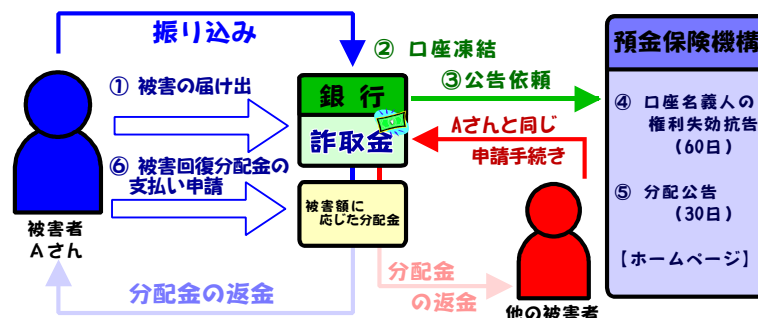 振り込み
② 口座凍結
預金保険機構
① 被害の届け出
銀行
③公告依頼
詐取金
Aさんと同じ
申請手続き
④ 口座名義人の
権利失効抗告
(60日)
⑥ 被害回復分配金の
支払い申請
被害額に
応じた分配金
⑤ 分配公告
(30日)
被害者
Aさん
【ホームページ】
分配金の返金
分配金
の返金
他の被害者